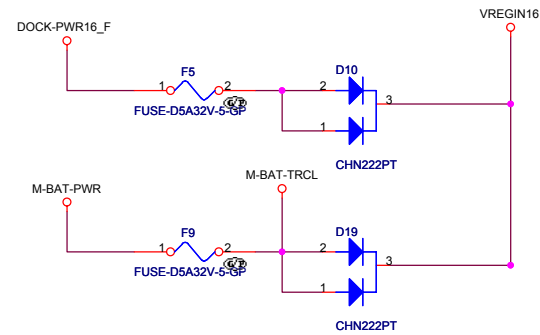 VREGIN16
DOCK-PWR16_F
F5
D10
1
2
2
3
1
FUSE-D5A32V-5-GP
CHN222PT
M-BAT-TRCL
M-BAT-PWR
F9
D19
1
2
2
3
1
FUSE-D5A32V-5-GP
CHN222PT